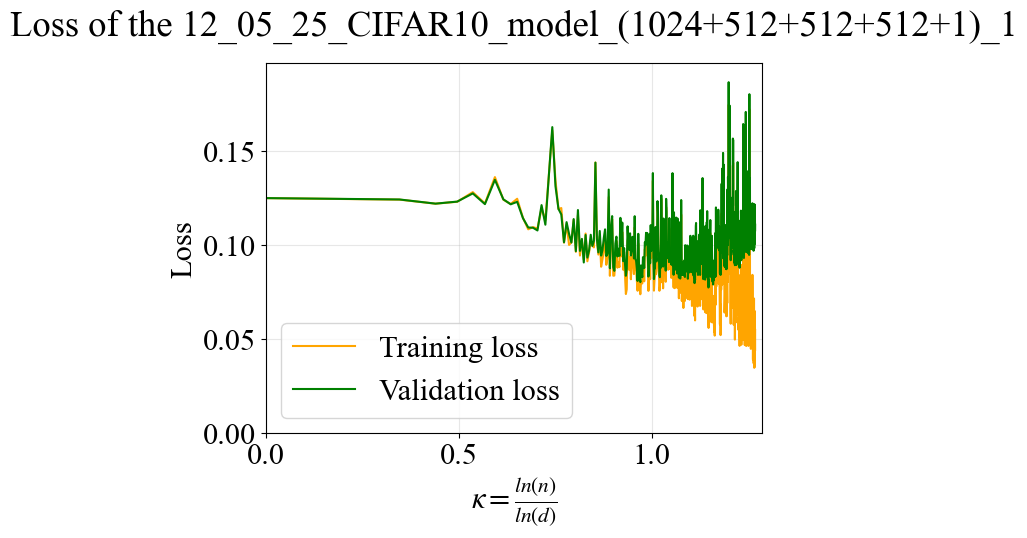 Loss of the 12_05_25_CIFAR10_model_(1024+512+512+512+1)_1
0.15
0.10
0.05
0.00
Loss
Training loss
Validation loss
0.0 0.5 1.0
κ = ln(n)/ln(d)